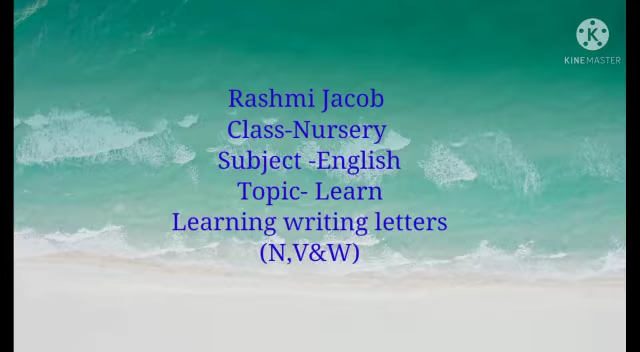 K
KINEMASTER
Rashmi Jacob
Class-Nursery
Subject -English
Topic- Learn
Learning writing letters
(N,V&W)